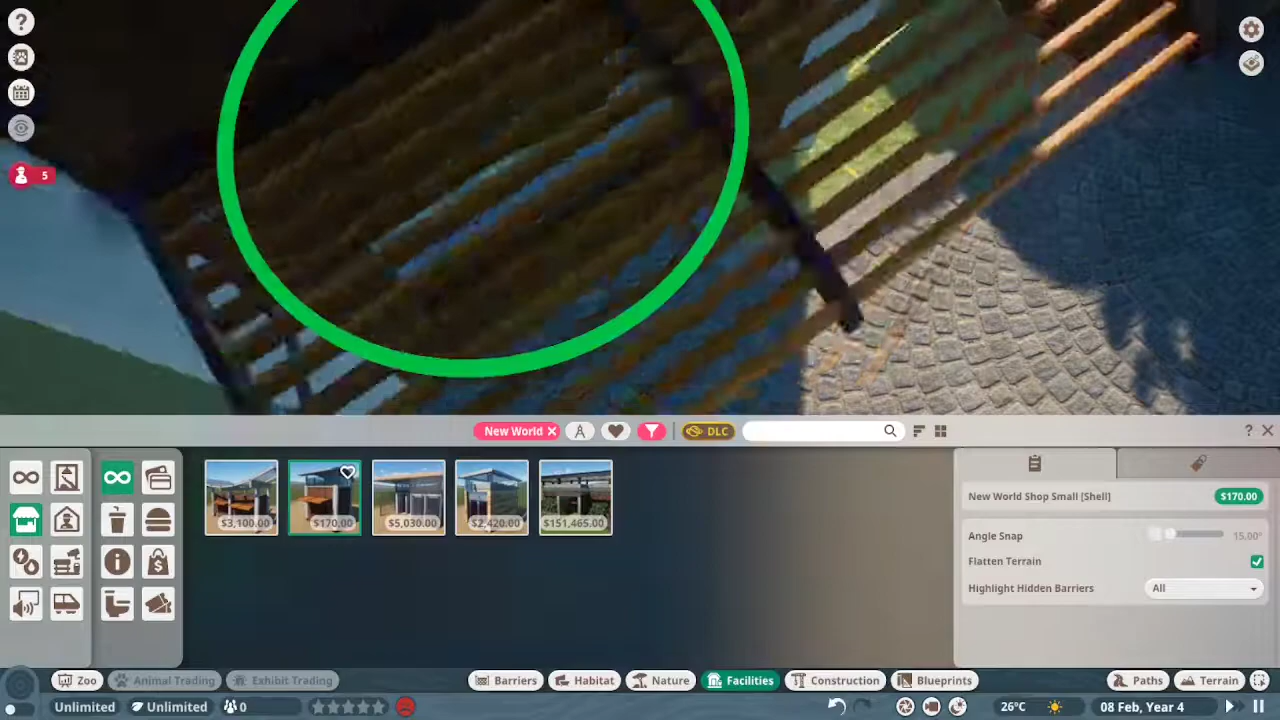 5
New World
DLC
$3,100.00
$170.00
$5,030.00
$2,420.00
$151,465.00
New World Shop Small [Shell]
$170.00
Angle Snap
15.00°
Flatten Terrain
Highlight Hidden Barriers
All
Zoo
Animal Trading
Exhibit Trading
Barriers
Habitat
Nature
Facilities
Construction
Blueprints
Paths
Terrain
Unlimited
Unlimited
0
26°C
08 Feb, Year 4